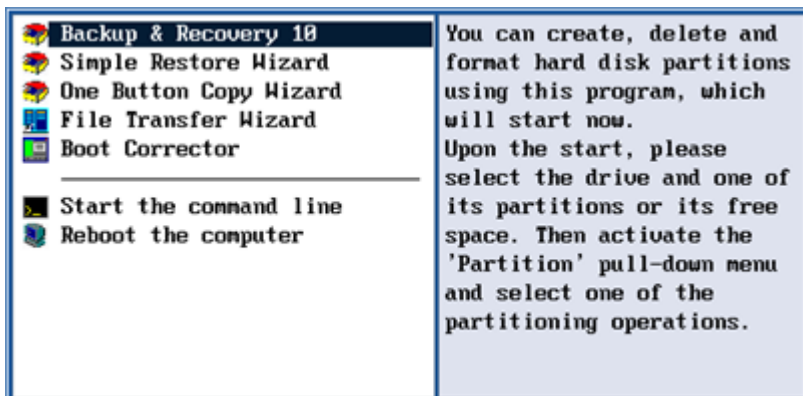 Backup & Recovery 10
Simple Restore Wizard
One Button Copy Wizard
File Transfer Wizard
Boot Corrector
Start the command line
Reboot the computer
You can create, delete and
format hard disk partitions
using this program, which
will start now.
Upon the start, please
select the drive and one of
its partitions or its free
space. Then activate the
'Partition' pull-down menu
and select one of the
partitioning operations.